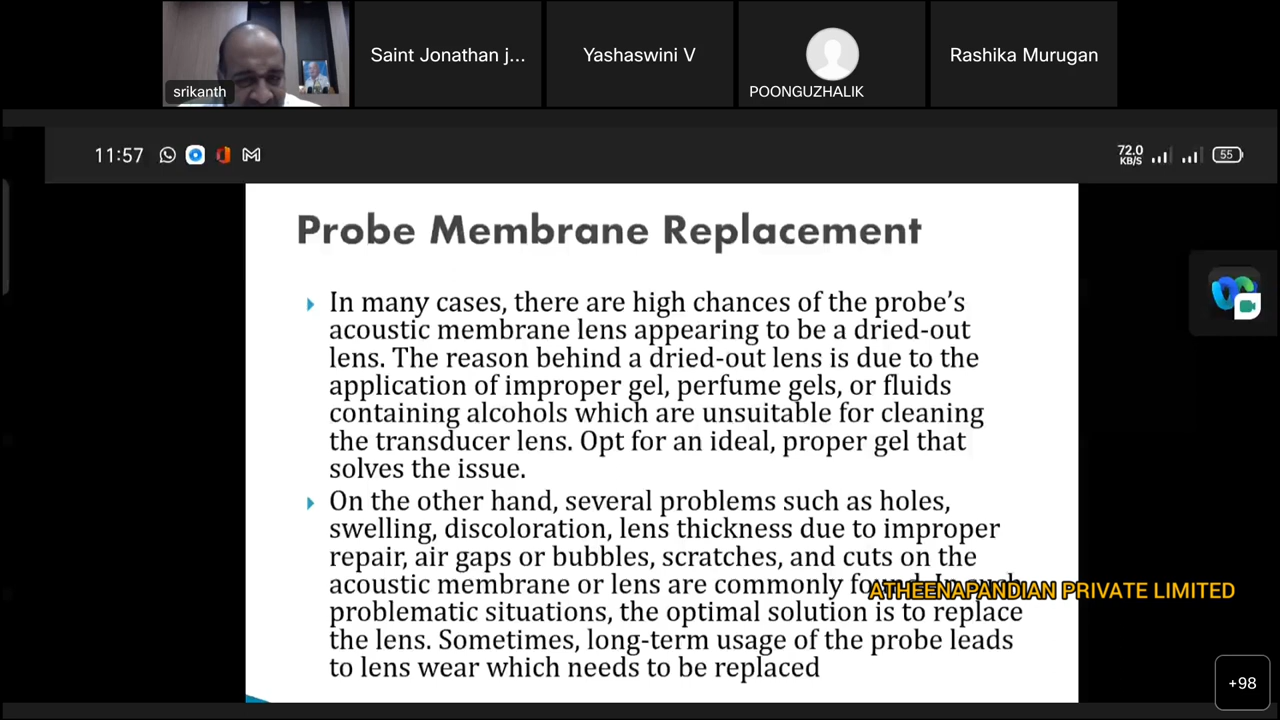 srikanth
Saint Jonathan j...
Yashaswini V
POONGUZHALIK
Rashika Murugan
11:57
72.0
KB/S
55
Probe Membrane Replacement
In many cases, there are high chances of the probe’s
acoustic membrane lens appearing to be a dried-out
lens. The reason behind a dried-out lens is due to the
application of improper gel, perfume gels, or fluids
containing alcohols which are unsuitable for cleaning
the transducer lens. Opt for an ideal, proper gel that
solves the issue.
On the other hand, several problems such as holes,
swelling, discoloration, lens thickness due to improper
repair, air gaps or bubbles, scratches, and cuts on the
acoustic membrane or lens are commonly
ATHEENAPANDIAN PRIVATE LIMITED
problematic situations, the optimal solution is to replace
the lens. Sometimes, long-term usage of the probe leads
to lens wear which needs to be replaced
+98